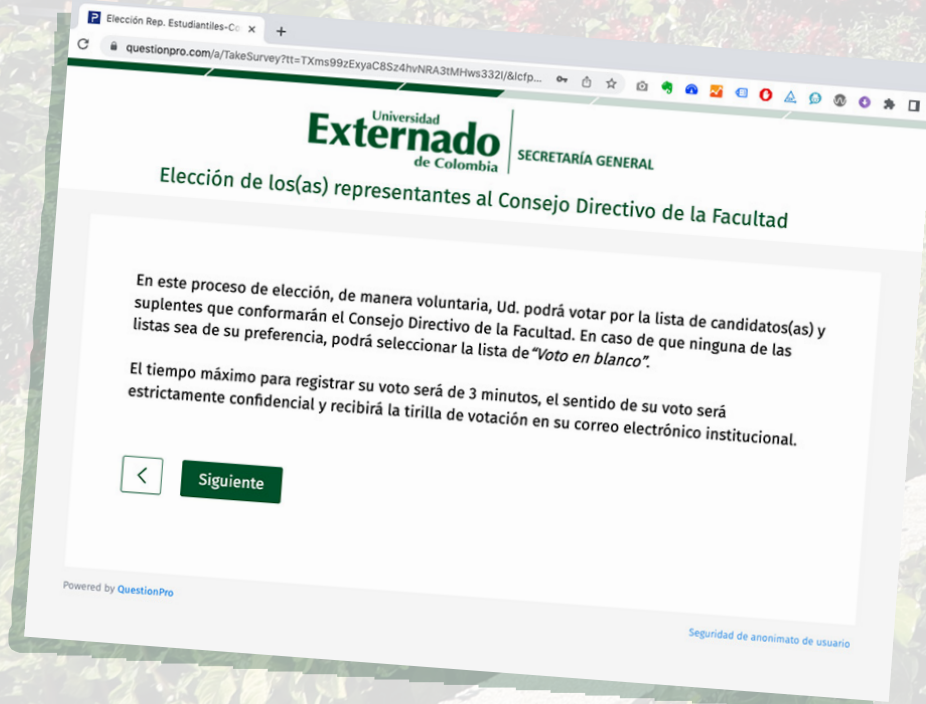 Elección Rep. Estudiantiles-Co
questionpro.com/a/TakeSurvey?tt=TXms99zExyaC8Sz4hvNRA3tMHws332I/&lcfp...
Universidad
Externado
de Colombia
SECRETARÍA GENERAL
Elección de los(as) representantes al Consejo Directivo de la Facultad
En este proceso de elección, de manera voluntaria, Ud. podrá votar por la lista de candidatos(as) y
suplentes que conformarán el Consejo Directivo de la Facultad. En caso de que ninguna de las
listas sea de su preferencia, podrá seleccionar la lista de “Voto en blanco”.
El tiempo máximo para registrar su voto será de 3 minutos, el sentido de su voto será
estrictamente confidencial y recibirá la tirilla de votación en su correo electrónico institucional.
Siguiente
Powered by QuestionPro
Seguridad de anonimato de usuario